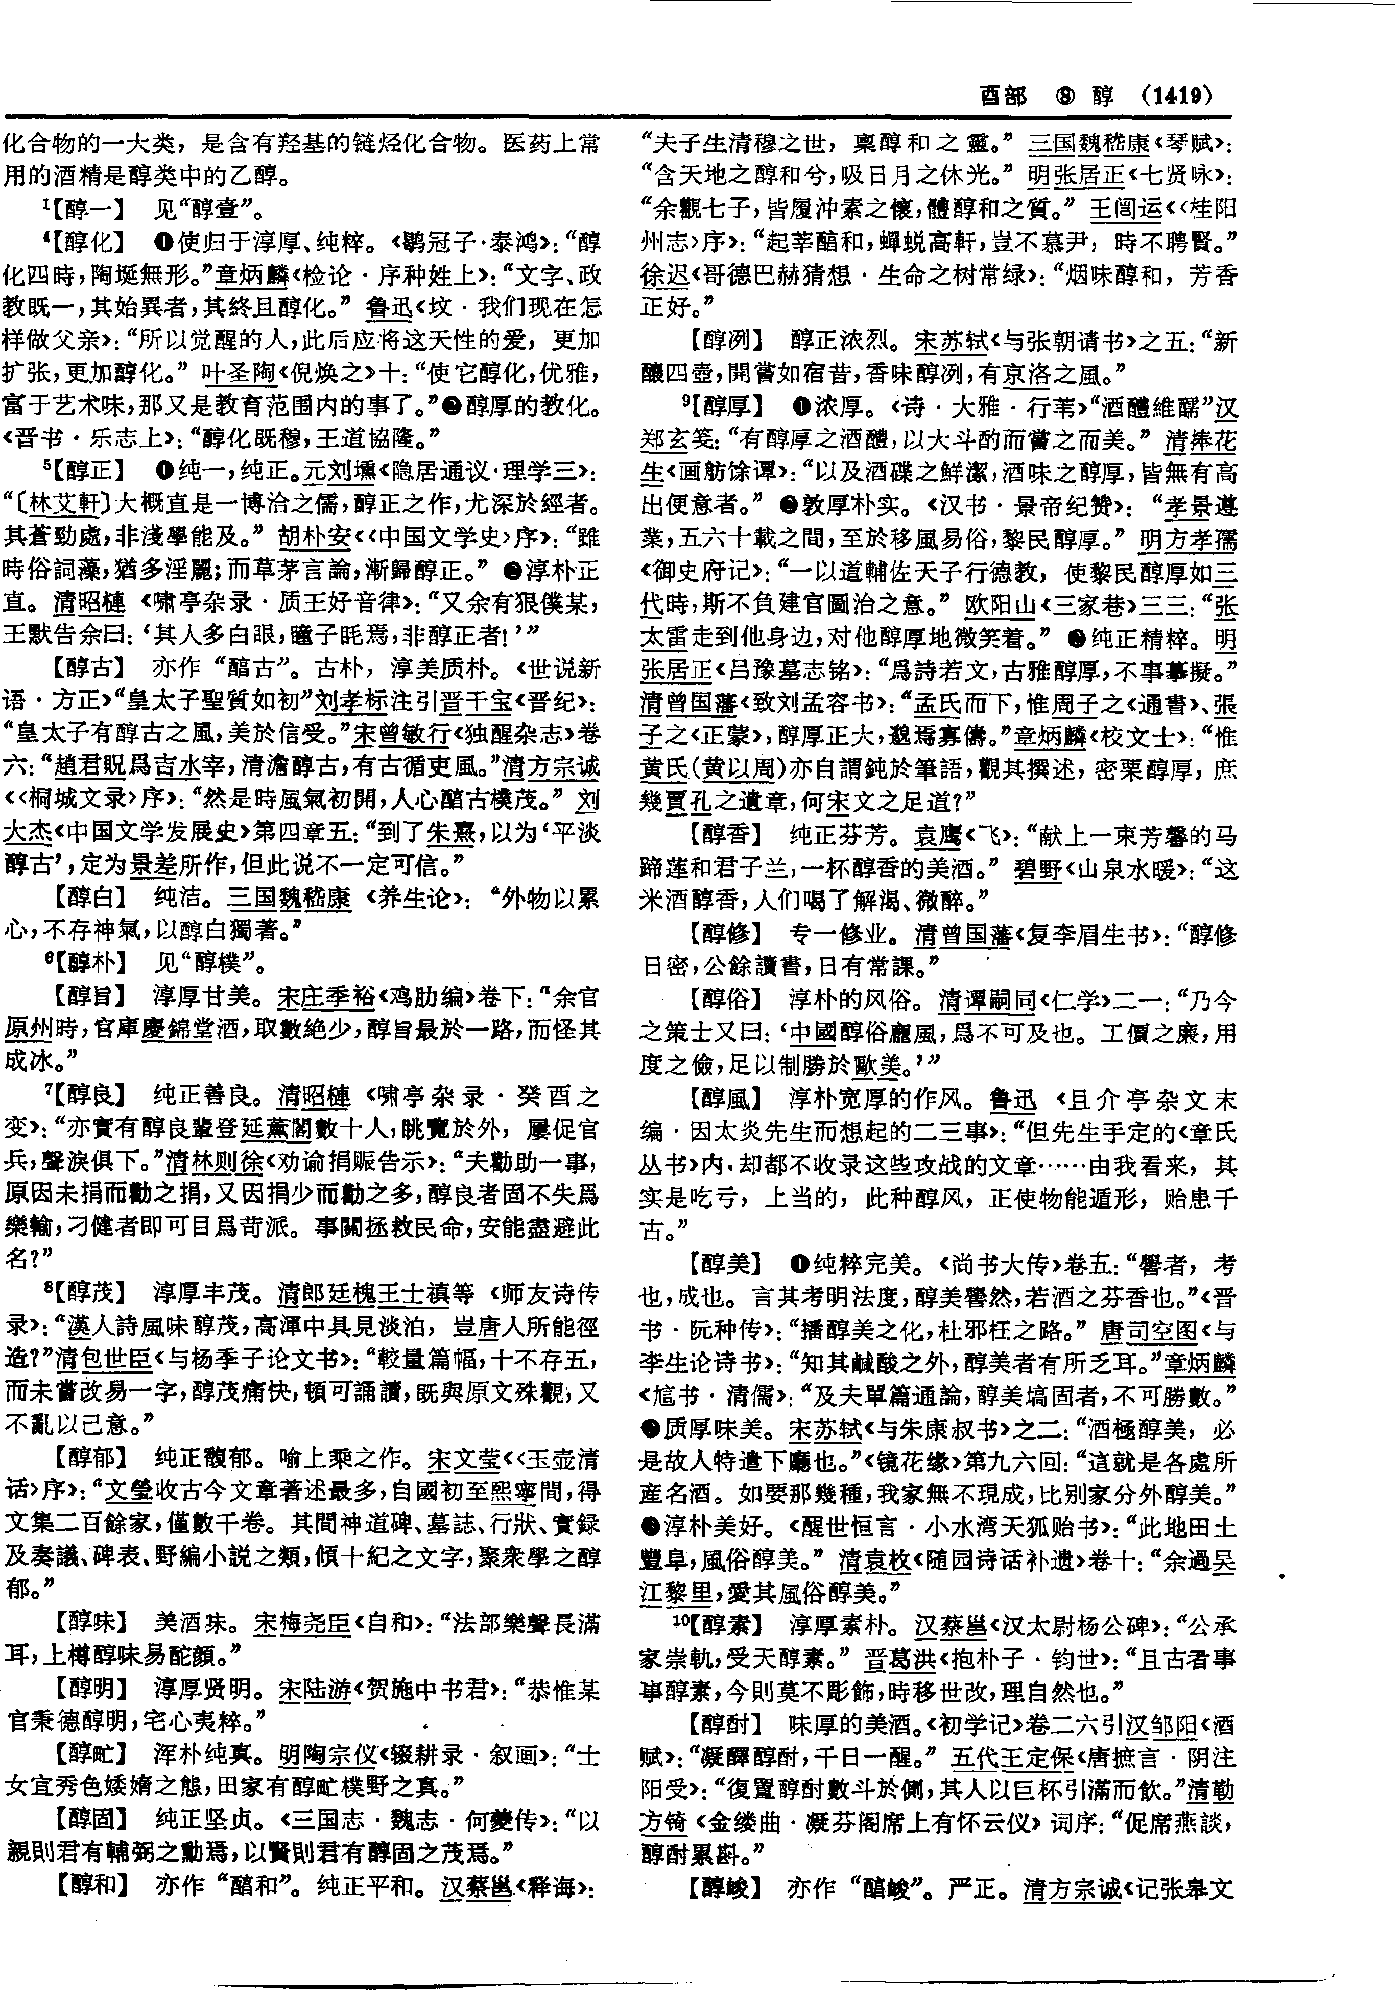 酉部 ⑧ 醇 (1419)
化合物的一大类，是含有羟基的链烃化合物。医药上常
用的酒精是醇类中的乙醇。
¹【醇一】 见“醇壹”。
⁴【醇化】 ❶使归于淳厚、纯粹。《鹖冠子·泰鸿》：“醇
化四時，陶埏無形。”章炳麟《检论·序种姓上》：“文字、政
教既一，其始異者，其終且醇化。” 鲁迅《坟·我们现在怎
样做父亲》：“所以觉醒的人，此后应将这天性的爱，更加
扩张，更加醇化。” 叶圣陶《倪焕之》十：“使它醇化，优雅，
富于艺术味，那又是教育范围内的事了。”❷醇厚的教化。
《晋书·乐志上》：“醇化既穆，王道協隆。”
⁵【醇正】 ❶纯一，纯正。元刘壎《隐居通议·理学三》：
“〔林艾軒〕大概直是一博洽之儒，醇正之作，尤深於經者。
其蒼勁處，非淺學能及。” 胡朴安《〈中国文学史〉序》：“雖
時俗詞藻，猶多淫麗；而草茅言論，漸歸醇正。” ❷淳朴正
直。清昭槤《啸亭杂录·质王好音律》：“又余有狠僕某，
王默告余曰：‘其人多白眼，瞳子眊焉，非醇正者！’”
【醇古】 亦作“醕古”。古朴，淳美质朴。《世说新
语·方正》“皇太子聖質如初”刘孝标注引晋干宝《晋纪》：
“皇太子有醇古之風，美於信受。”宋曾敏行《独醒杂志》卷
六：“趙君貺爲吉水宰，清澹醇古，有古循吏風。”清方宗诚
《〈桐城文录〉序》：“然是時風氣初開，人心醕古樸茂。” 刘
大杰《中国文学发展史》第四章五：“到了朱熹，以为‘平淡
醇古’，定为景差所作，但此说不一定可信。”
【醇白】 纯洁。三国魏嵇康《养生论》：“外物以累
心，不存神氣，以醇白獨著。”
⁶【醇朴】 见“醇樸”。
【醇旨】 淳厚甘美。宋庄季裕《鸡肋编》卷下：“余官
原州時，官庫慶錦堂酒，取數絶少，醇旨最於一路，而怪其
成冰。”
⁷【醇良】 纯正善良。清昭槤《啸亭杂录·癸酉之
变》：“亦實有醇良輩登延薰閣數十人，眺覽於外，屢促官
兵，聲淚俱下。”清林则徐《劝谕捐赈告示》：“夫勸助一事，
原因未捐而勸之捐，又因捐少而勸之多，醇良者固不失爲
樂輸，刁健者即可目爲苛派。事關拯救民命，安能盡避此
名？”
⁸【醇茂】 淳厚丰茂。清郎廷槐王士禛等《师友诗传
录》：“漢人詩風味醇茂，高渾中具見淡泊，豈唐人所能徑
造？”清包世臣《与杨季子论文书》：“較量篇幅，十不存五，
而未嘗改易一字，醇茂痛快，頓可誦讀，既與原文殊觀，又
不亂以己意。”
【醇郁】 纯正馥郁。喻上乘之作。宋文莹《〈玉壶清
话〉序》：“文瑩收古今文章著述最多，自國初至熙寧間，得
文集二百餘家，僅數千卷。其間神道碑、墓誌、行狀、實録
及奏議、碑表、野編小説之類，傾十紀之文字，聚衆學之醇
郁。”
【醇味】 美酒味。宋梅尧臣《自和》：“法部樂聲長滿
耳，上樽醇味易酡顔。”
【醇明】 淳厚贤明。宋陆游《贺施中书君》：“恭惟某
官秉德醇明，宅心夷粹。”
【醇甿】 浑朴纯真。明陶宗仪《辍耕录·叙画》：“士
女宜秀色婑媠之態，田家有醇甿樸野之真。”
【醇固】 纯正坚贞。《三国志·魏志·何夔传》：“以
親則君有輔弼之勳焉，以賢則君有醇固之茂焉。”
【醇和】 亦作“醕和”。纯正平和。汉蔡邕《释诲》：
“夫子生清穆之世，稟醇和之靈。” 三国魏嵇康《琴赋》：
“含天地之醇和兮，吸日月之休光。” 明张居正《七贤咏》：
“余觀七子，皆履沖素之懷，體醇和之質。” 王闿运《〈桂阳
州志〉序》：“起莘醕和，蟬蜕高軒，豈不慕尹，時不聘賢。”
徐迟《哥德巴赫猜想·生命之树常绿》：“烟味醇和，芳香
正好。”
【醇冽】 醇正浓烈。宋苏轼《与张朝请书》之五：“新
釀四壺，開嘗如宿昔，香味醇冽，有京洛之風。”
⁹【醇厚】 ❶浓厚。《诗·大雅·行苇》“酒醴維醹”汉
郑玄笺：“有醇厚之酒醴，以大斗酌而嘗之而美。” 清捧花
生《画舫馀谭》：“以及酒碟之鮮潔，酒味之醇厚，皆無有高
出便意者。” ❷敦厚朴实。《汉书·景帝纪赞》：“孝景遵
業，五六十載之間，至於移風易俗，黎民醇厚。” 明方孝孺
《御史府记》：“一以道輔佐天子行德教，使黎民醇厚如三
代時，斯不負建官圖治之意。” 欧阳山《三家巷》三三：“张
太雷走到他身边，对他醇厚地微笑着。” ❸纯正精粹。明
张居正《吕豫墓志铭》：“爲詩若文，古雅醇厚，不事摹擬。”
清曾国藩《致刘孟容书》：“孟氏而下，惟周子之《通書》、張
子之《正蒙》，醇厚正大，邈焉寡儔。”章炳麟《校文士》：“惟
黄氏（黄以周）亦自謂鈍於筆語，觀其撰述，密栗醇厚，庶
幾賈孔之遺章，何宋文之足道？”
【醇香】 纯正芬芳。袁鹰《飞》：“献上一束芳馨的马
蹄莲和君子兰，一杯醇香的美酒。” 碧野《山泉水暖》：“这
米酒醇香，人们喝了解渴、微醉。”
【醇修】 专一修业。清曾国藩《复李眉生书》：“醇修
日密，公餘讀書，日有常課。”
【醇俗】 淳朴的风俗。清谭嗣同《仁学》二一：“乃今
之策士又曰：‘中國醇俗龐風，爲不可及也。工價之廉，用
度之儉，足以制勝於歐美。’”
【醇風】 淳朴宽厚的作风。鲁迅《且介亭杂文末
编·因太炎先生而想起的二三事》：“但先生手定的《章氏
丛书》内，却都不收录这些攻战的文章……由我看来，其
实是吃亏，上当的，此种醇风，正使物能遁形，贻患千
古。”
【醇美】 ❶纯粹完美。《尚书大传》卷五：“嚳者，考
也，成也。言其考明法度，醇美嚳然，若酒之芬香也。”《晋
书·阮种传》：“播醇美之化，杜邪枉之路。” 唐司空图《与
李生论诗书》：“知其鹹酸之外，醇美者有所乏耳。”章炳麟
《訄书·清儒》：“及夫單篇通論，醇美塙固者，不可勝數。”
❷质厚味美。宋苏轼《与朱康叔书》之二：“酒極醇美，必
是故人特遣下廳也。”《镜花缘》第九六回：“這就是各處所
産名酒。如要那幾種，我家無不現成，比别家分外醇美。”
❸淳朴美好。《醒世恒言·小水湾天狐贻书》：“此地田土
豐阜，風俗醇美。” 清袁枚《随园诗话补遗》卷十：“余過吴
江黎里，愛其風俗醇美。”
¹⁰【醇素】 淳厚素朴。汉蔡邕《汉太尉杨公碑》：“公承
家崇軌，受天醇素。” 晋葛洪《抱朴子·钧世》：“且古者事
事醇素，今則莫不彫飾，時移世改，理自然也。”
【醇酎】 味厚的美酒。《初学记》卷二六引汉邹阳《酒
赋》：“凝醳醇酎，千日一醒。” 五代王定保《唐摭言·阴注
阳受》：“復置醇酎數斗於側，其人以巨杯引滿而飲。”清勒
方锜《金缕曲·凝芬阁席上有怀云仪》词序：“促席燕談，
醇酎累斟。”
【醇峻】 亦作“醕峻”。严正。清方宗诚《记张皋文